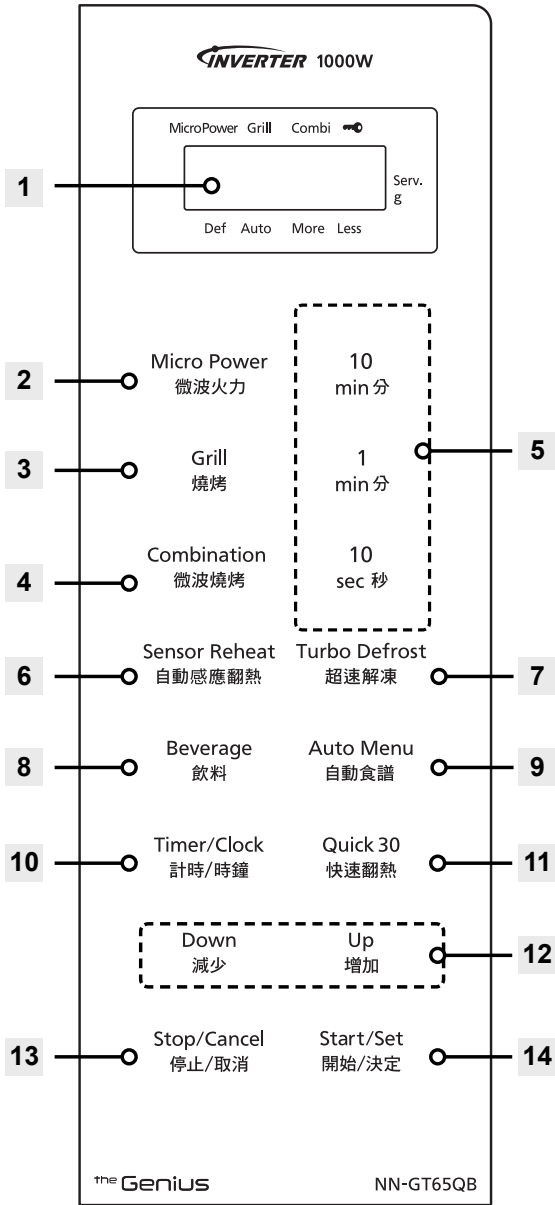 INVERTER 1000W
MicroPower Grill Combi
1
Serv.
g
Def Auto More Less
2
Micro Power
微波火力
10
min 分
3
Grill
燒烤
1
min 分
5
4
Combination
微波燒烤
10
sec 秒
6
Sensor Reheat
自動感應翻熱
Turbo Defrost
超速解凍
7
8
Beverage
飲料
Auto Menu
自動食譜
9
10
Timer/Clock
計時/時鐘
Quick 30
快速翻熱
11
Down
減少
Up
增加
12
13
Stop/Cancel
停止/取消
Start/Set
開始/決定
14
the Genius
NN-GT65QB